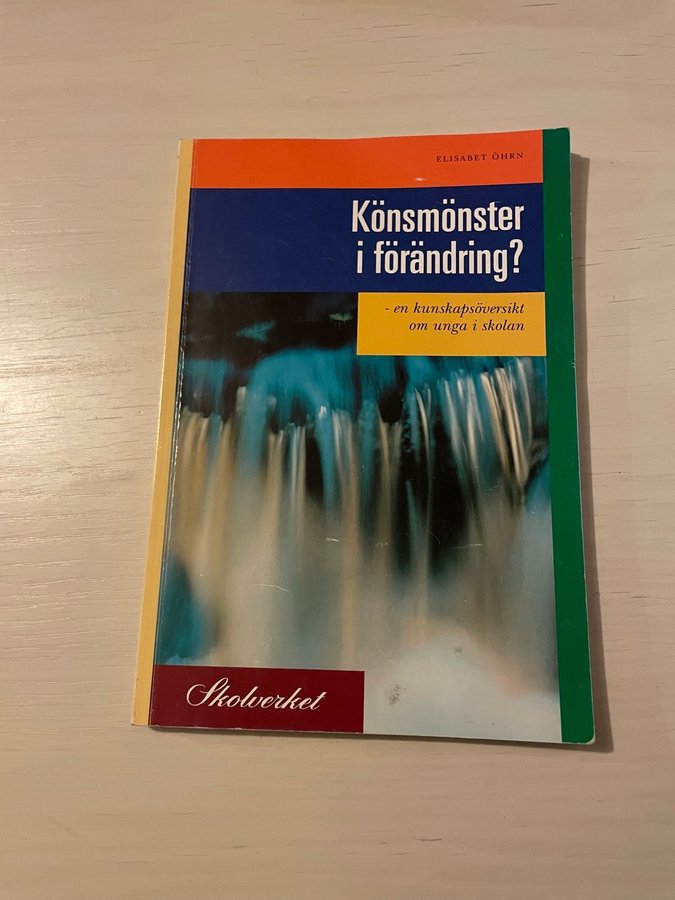 ELISABET ÖHRN
Könsmönster
i förändring?
- en kunskapsöversikt
om unga i skolan
Skolverket